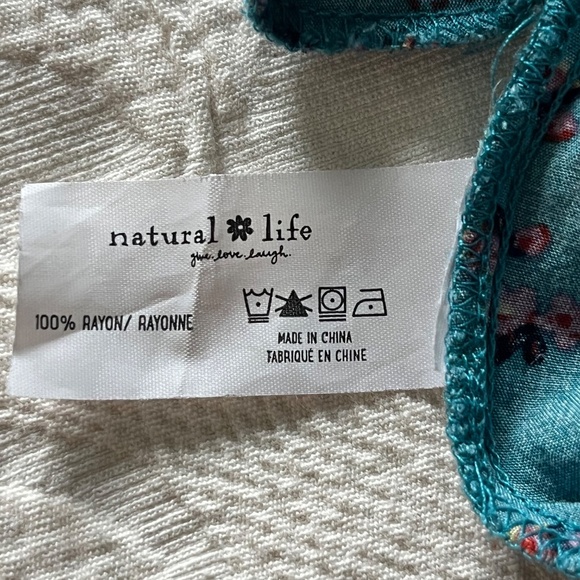 natural life
give.love.laugh.
100% RAYON/ RAYONNE
MADE IN CHINA
FABRIQUÉ EN CHINE